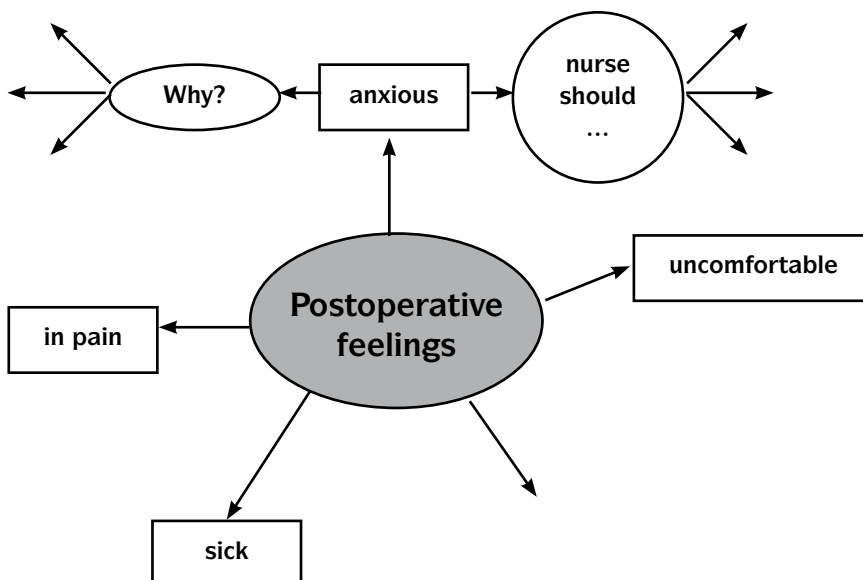 Why?
anxious
nurse
should
...
Postoperative
feelings
uncomfortable
in pain
sick